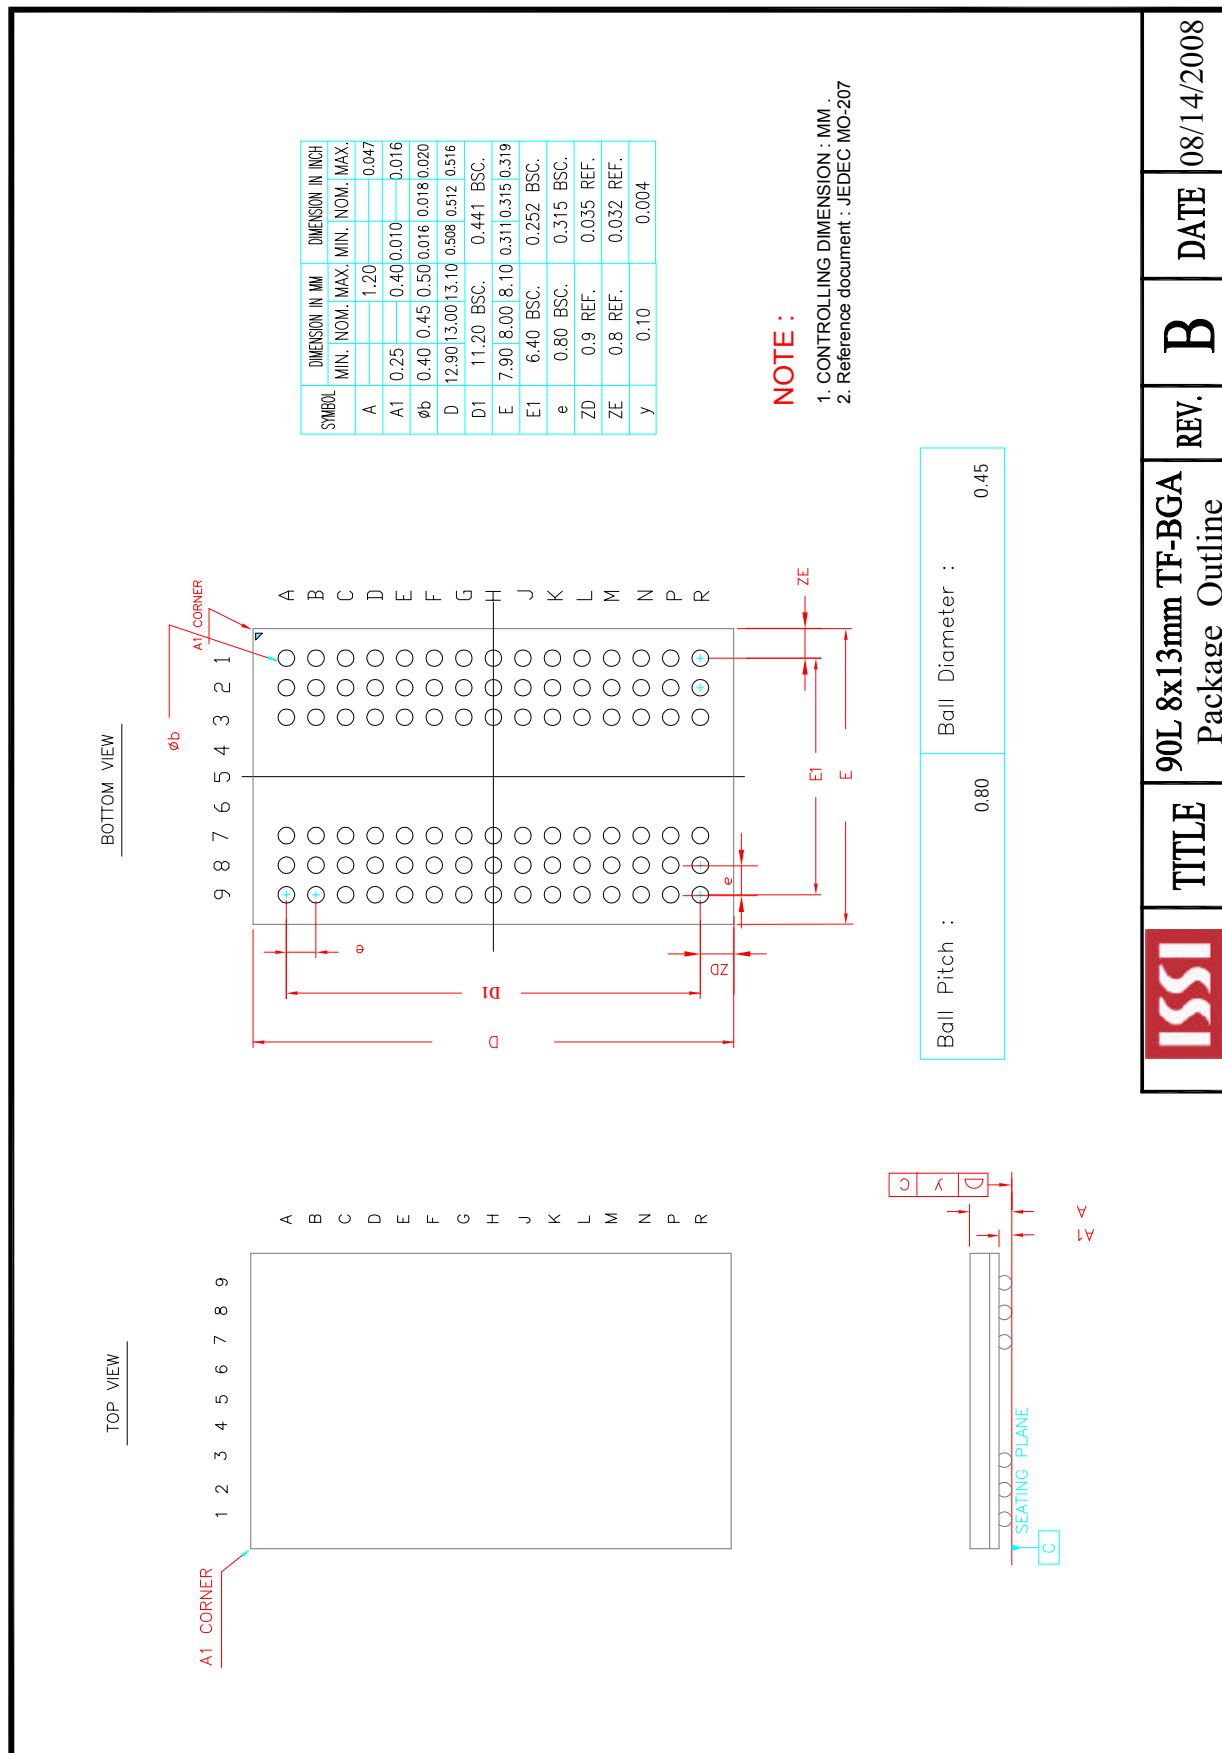 TOP VIEW
BOTTOM VIEW
A1 CORNER
1 2 3 4 5 6 7 8 9
A
B
C
D
E
F
G
H
J
K
L
M
N
P
R
øb
A1 CORNER
9 8 7 6 5 4 3 2 1
A
B
C
D
E
F
G
H
J
K
L
M
N
P
R
e
D1
D
ZD
e
E1
E
ZE
SYMBOL DIMENSION IN MM DIMENSION IN INCH
MIN. NOM. MAX. MIN. NOM. MAX.
A 1.20 0.047
A1 0.25 0.40 0.010 0.016
øb 0.40 0.45 0.50 0.016 0.018 0.020
D 12.90 13.00 13.10 0.508 0.512 0.516
D1 11.20 BSC. 0.441 BSC.
E 7.90 8.00 8.10 0.311 0.315 0.319
E1 6.40 BSC. 0.252 BSC.
e 0.80 BSC. 0.315 BSC.
ZD 0.9 REF. 0.035 REF.
ZE 0.8 REF. 0.032 REF.
y 0.10 0.004
NOTE :
1. CONTROLLING DIMENSION : MM .
2. Reference document : JEDEC MO-207
C y D
A
A1
SEATING PLANE
C
Ball Pitch : 0.80 Ball Diameter : 0.45
ISSI TITLE 90L 8x13mm TF-BGA REV. B DATE 08/14/2008
Package Outline